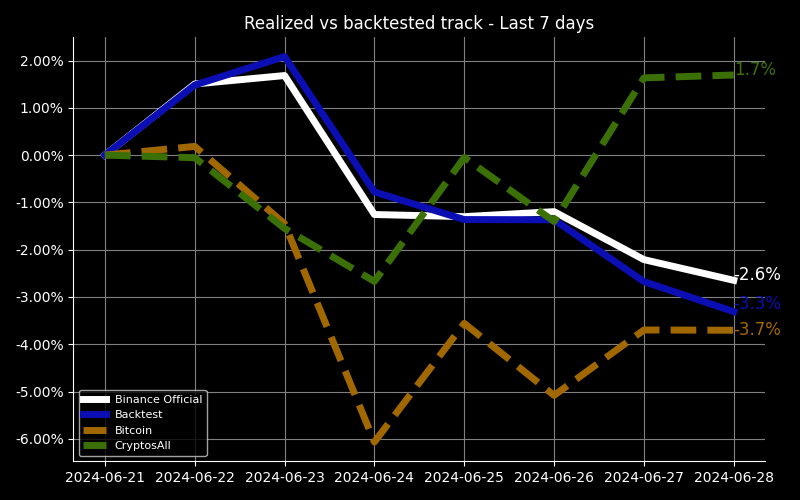 Realized vs backtested track - Last 7 days
2.00%
1.00%
0.00%
-1.00%
-2.00%
-3.00%
-4.00%
-5.00%
-6.00%
1.7%
-2.6%
-3.3%
-3.7%
Binance Official
Backtest
Bitcoin
CryptosAll
2024-06-21 2024-06-22 2024-06-23 2024-06-24 2024-06-25 2024-06-26 2024-06-27 2024-06-28